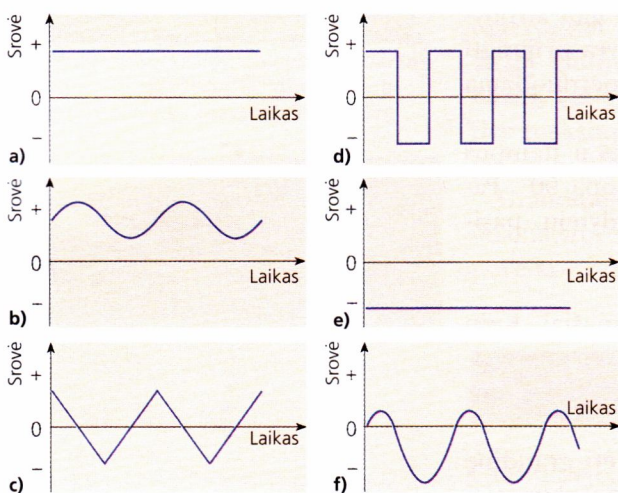 Srovė
+
0
Laikas
–
a)
Srovė
+
0
Laikas
–
d)
Srovė
+
0
Laikas
–
b)
Srovė
+
0
Laikas
–
e)
Srovė
+
0
Laikas
–
c)
Srovė
+
0
Laikas
–
f)